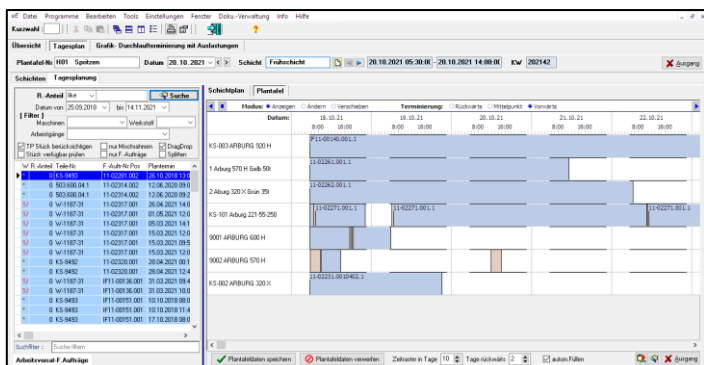 Datei Programme Bearbeiten Tools Einstellungen Fenster Doku.-Verwaltung Info Hilfe
Kurzwahl:
Übersicht Tagesplan Grafik- Durchlaufterminierung mit Auslastungen
Plantafel-Nr H01 Spritzen Datum 20.10.2021 Schicht Frühschicht 20.10.2021 05:30:00 - 20.10.2021 14:00:00 KW 202142 Ausgang
Schichten Tagesplanung
R.-Anteil like Suche
Datum von 25.09.2018 bis 14.11.2021
[ Filter ]
Maschinen Werkstoff
Arbeitsgänge
TP Stück berücksichtigen nur Maschinen DragDrop
Stück verfügbar prüfen nur F.-Aufträge Splitten
W R.-Anteil Teile-Nr. F.-Auftr-Nr.Pos Plantermin
0 KS-9493 11-02281.002
0 503.600.04.1 11-02314.002 12.06.2020
0 503.600.04.1 11-02314.002 12.06.2020
0 W-1187-31 11-02317.001 26.04.2021
0 W-1187-31 11-02317.001 01.05.2021
0 W-1187-31 11-02317.001 05.03.2021
0 W-1187-31 11-02317.001 15.03.2021
0 W-1187-31 11-02317.001 15.03.2021
0 W-1187-31 11-02317.001 15.03.2021
0 KS-9492 11-02320.001 28.04.2021
0 KS-9492 11-02320.001 28.04.2021
0 W-1187-31 IF11-00136.001 31.03.2021
0 W-1187-31 IF11-00136.001 31.03.2021
0 KS-9493 IF11-00151.001 10.10.2018
0 KS-9493 IF11-00151.001 10.10.2018
0 KS-9493 IF11-00151.001 17.10.2018
Suchfilter : Suche filtern
Arbeitsvorrat-F.Aufträge
Schichtplan Plantafel
Modus: Anzeigen Ändern Verschieben Terminierung: Rückwärts Mittelpunkt Vorwärts
Datum: 18.10.21 19.10.21 20.10.21 21.10.21 22.10.21
8:00 16:00 8:00 16:00 8:00 16:00 8:00 16:00 8:00 16:00
KS-003 ARBURG 920 H IF11-00140.001.1
1 Arburg 570 H Gelb 50t 11-02261.001.1
2 Aburg 320 X Grün 35t 11-02262.001.1
KS-101 Arburg 221-55-250 11-02271.001.1 11-02271.001.1 11-02271.001.1
9001 ARBURG 600 H
9002 ARBURG 570 H
KS-002 ARBURG 320 X 11-02231.0010402.1
Plantafeldaten speichern Plantafeldaten verwerfen Zeitraster in Tage 10 Tage rückwärts 2 autom.Füllen Ausgang